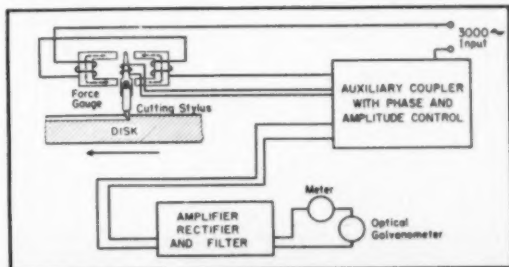 3000~
Input
Force
Gauge
Cutting Stylus
DISK
AUXILIARY COUPLER
WITH PHASE AND
AMPLITUDE CONTROL
Meter
Optical
Galvanometer
AMPLIFIER
RECTIFIER
AND FILTER